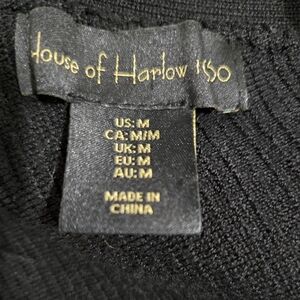 House of Harlow 1960
US: M
CA: M/M
UK: M
EU: M
AU: M
MADE IN
CHINA